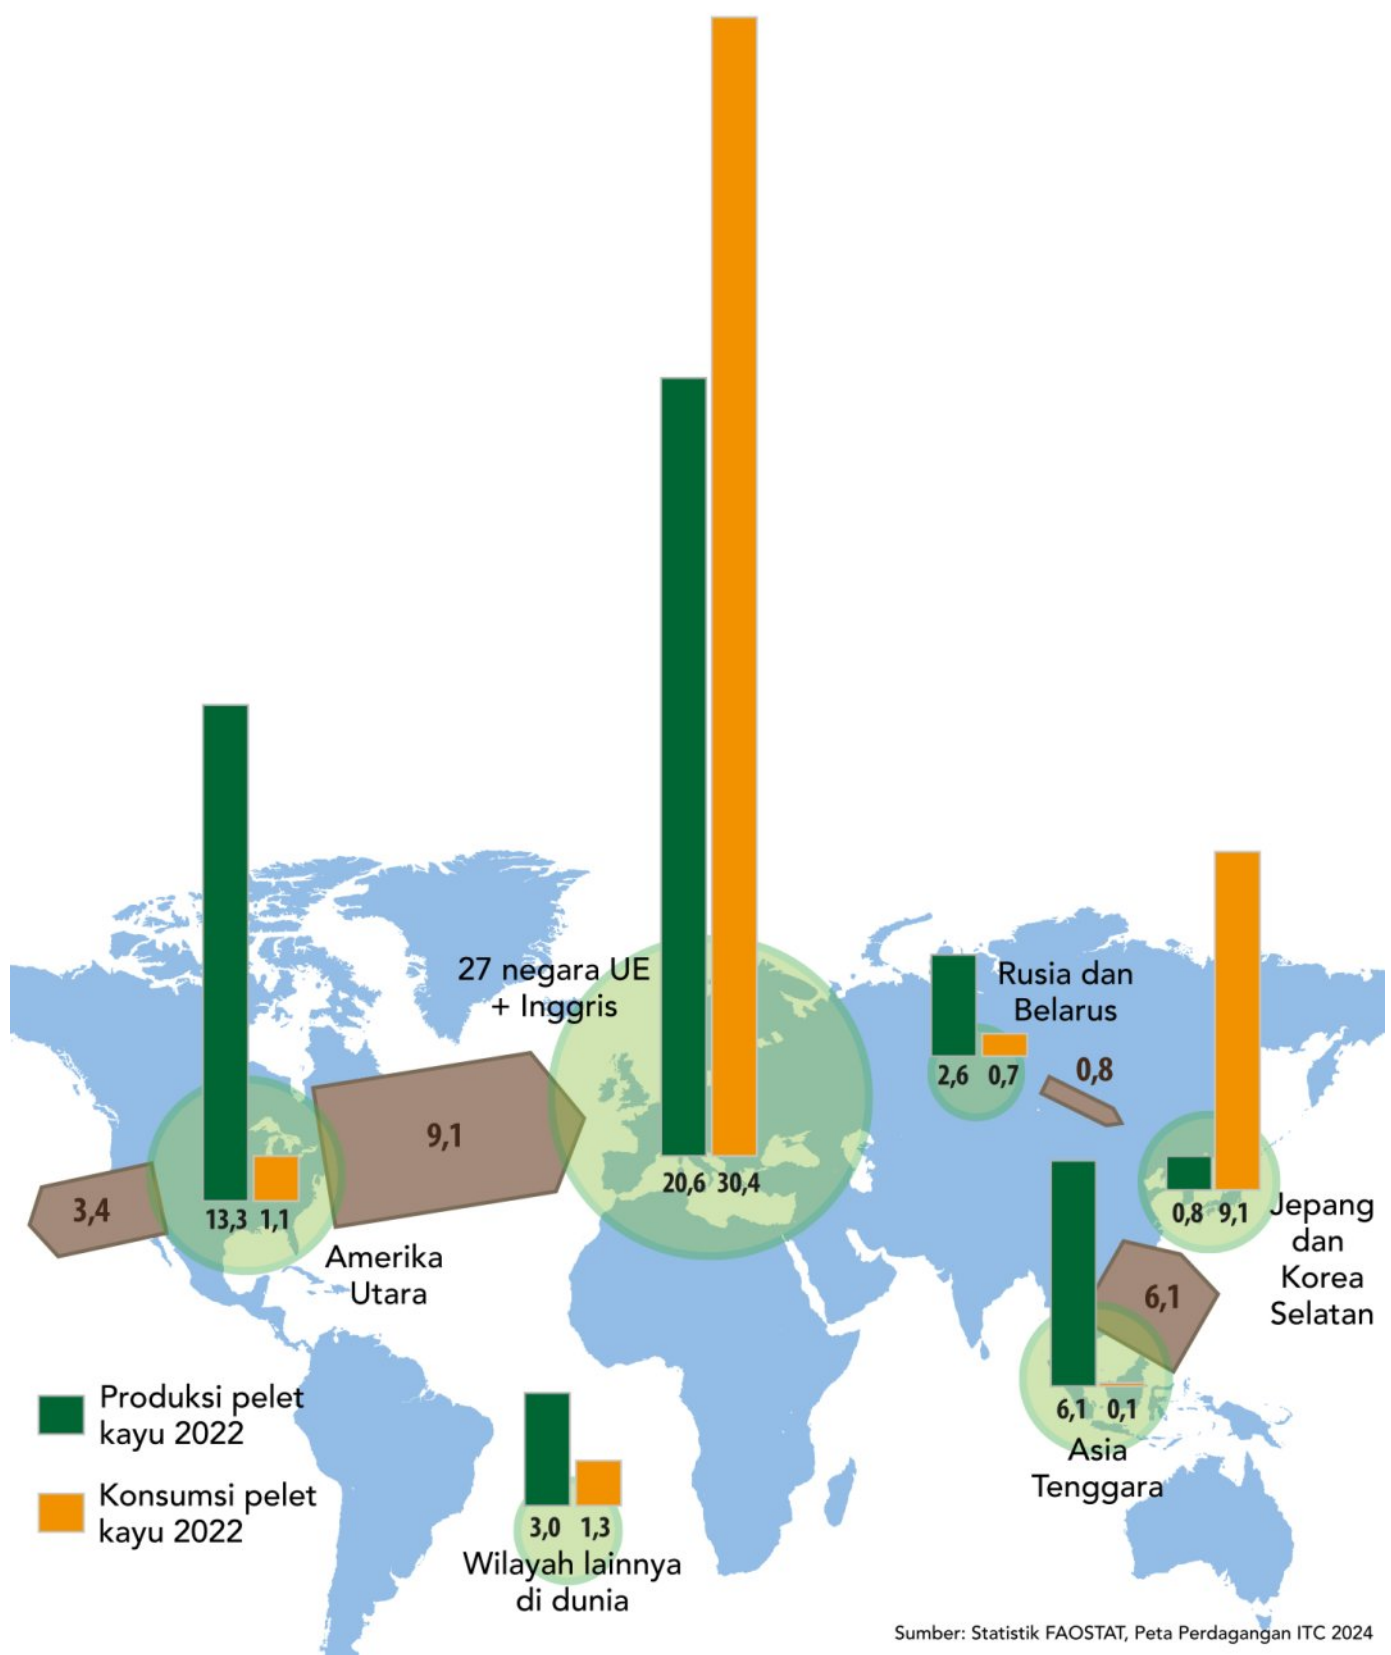 27 negara UE
+ Inggris
Rusia dan
Belarus
2,6 0,7
0,8
9,1
20,6 30,4
3,4
13,3 1,1
Amerika
Utara
0,8 9,1
Jepang
dan
Korea
Selatan
6,1
6,1 0,1
Asia
Tenggara
Produksi pelet
kayu 2022
Konsumsi pelet
kayu 2022
3,0 1,3
Wilayah lainnya
di dunia
Sumber: Statistik FAOSTAT, Peta Perdagangan ITC 2024